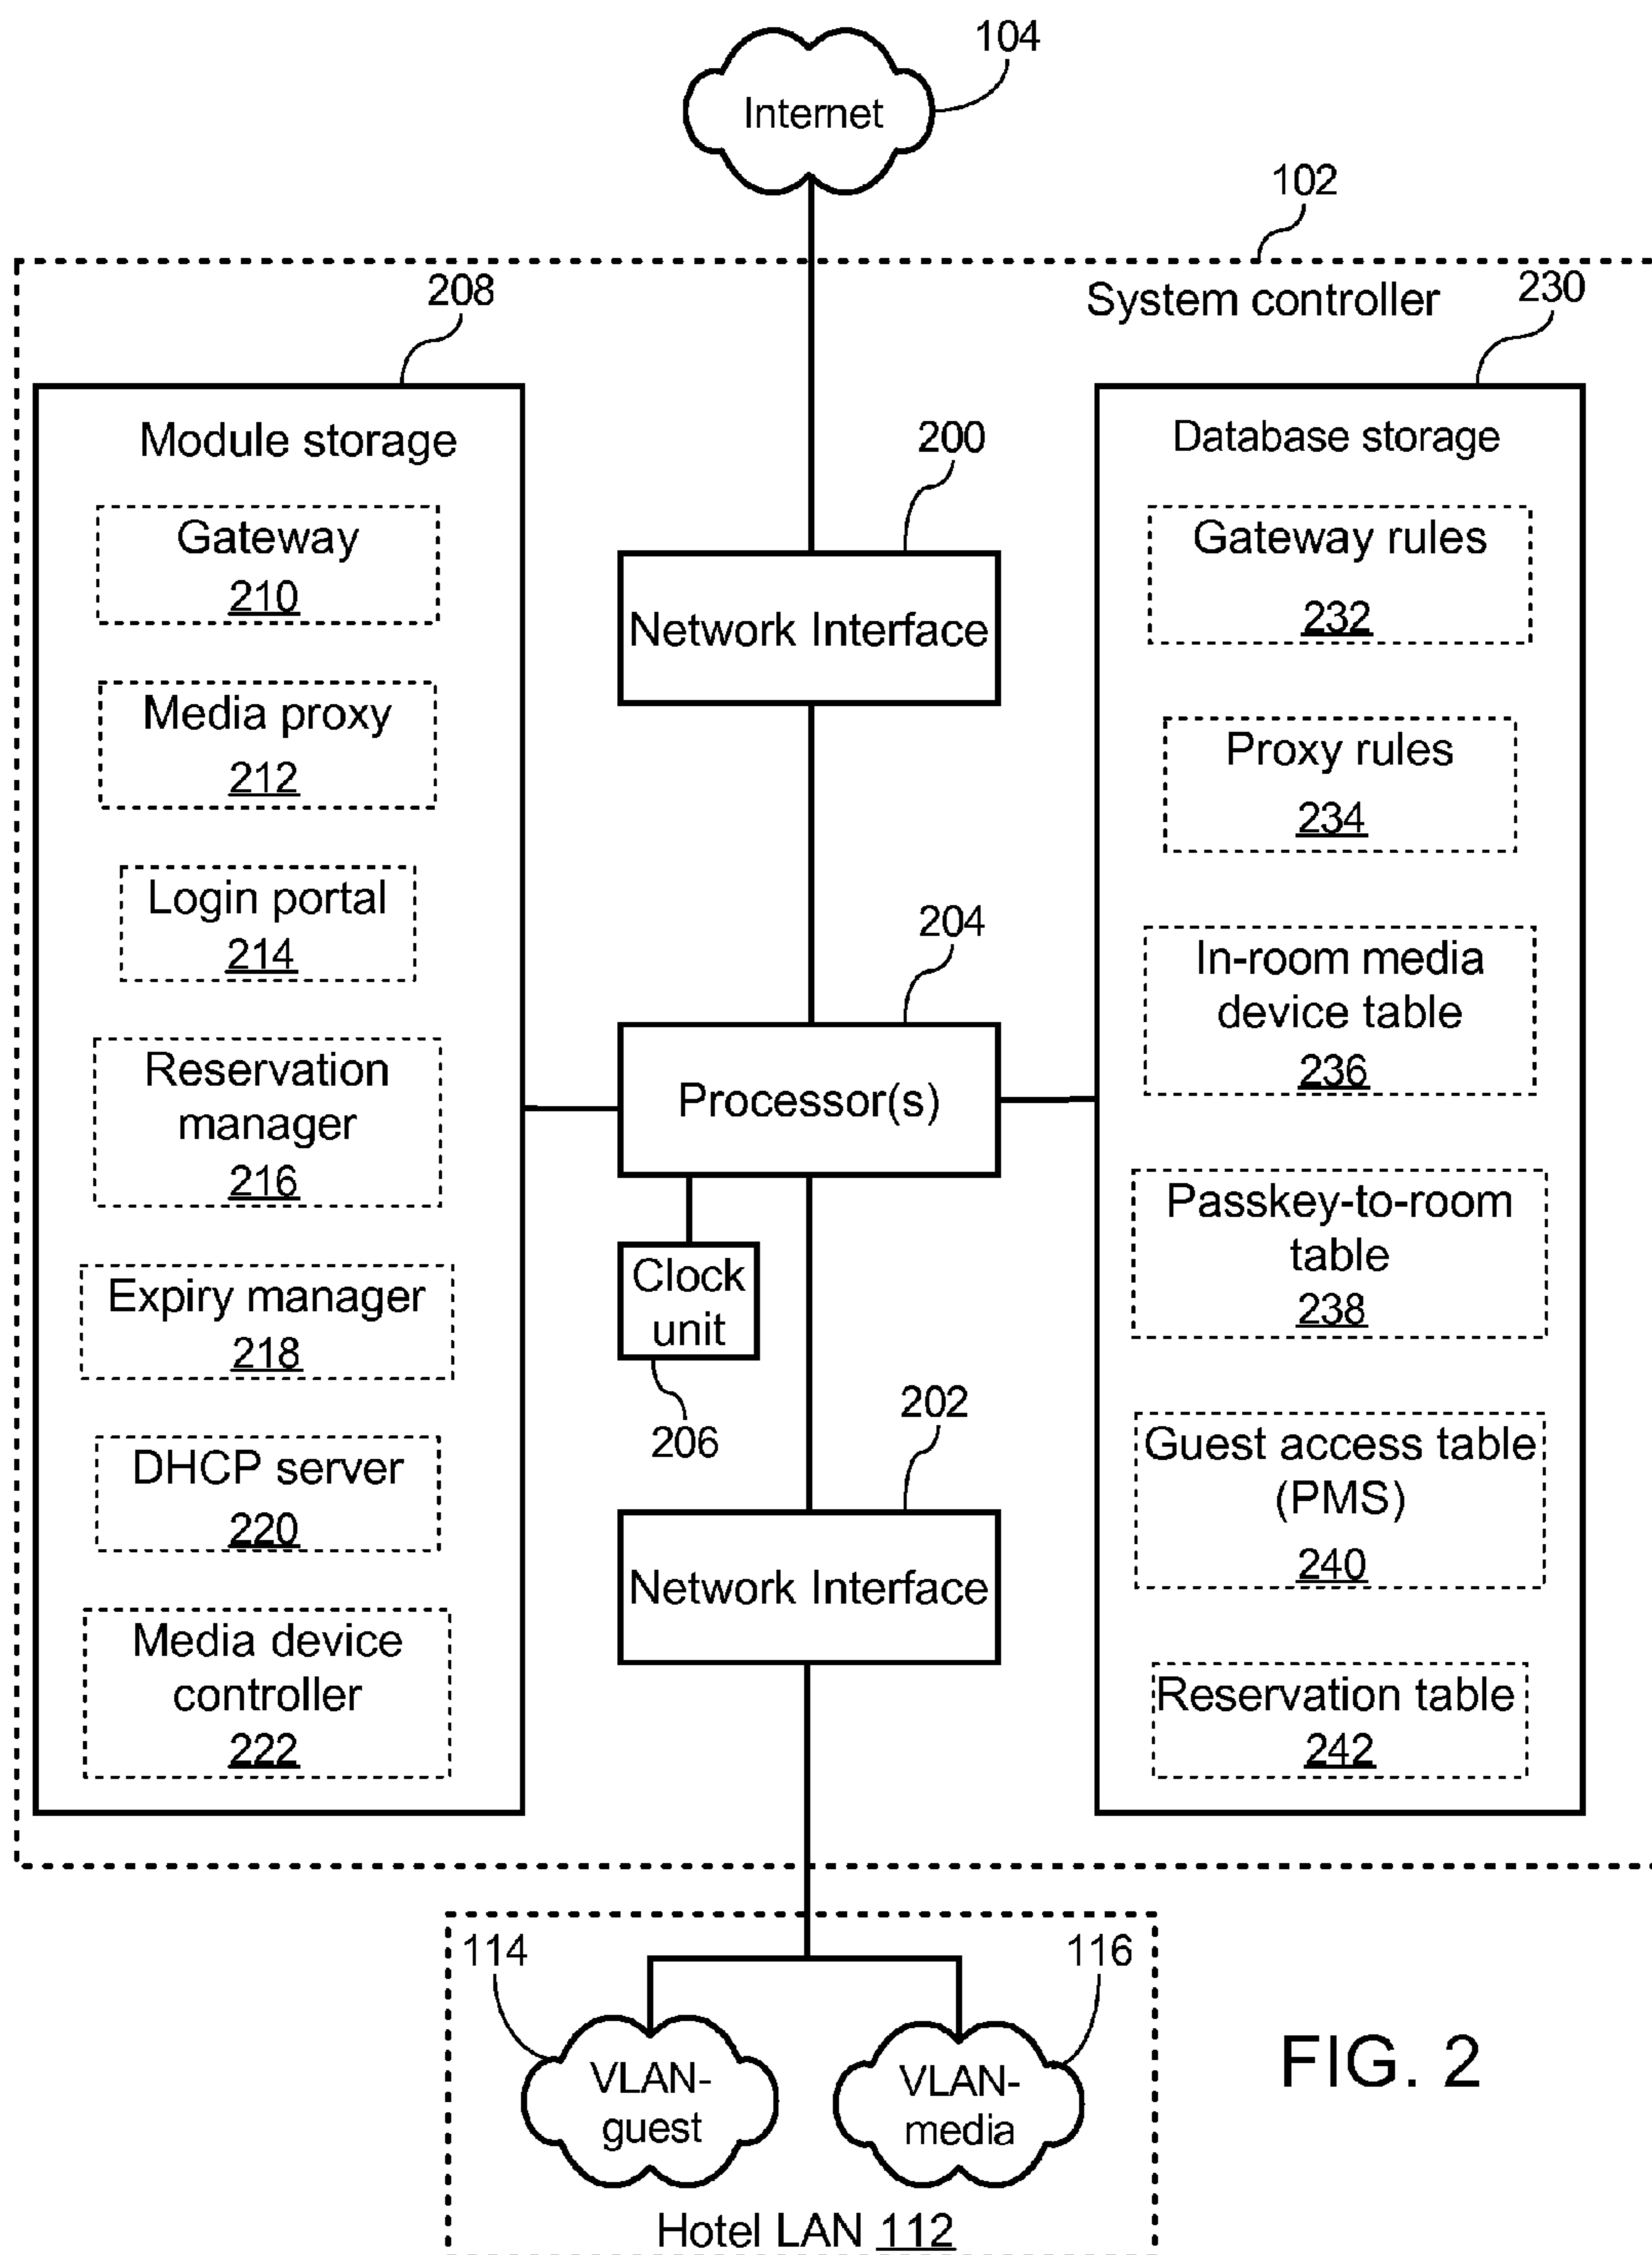 104
Internet
102
System controller
208
230
Module storage
Gateway
210
Media proxy
212
Login portal
214
Reservation
manager
216
Expiry manager
218
DHCP server
220
Media device
controller
222
200
Network Interface
204
Processor(s)
Clock
unit
206
202
Network Interface
Database storage
Gateway rules
232
Proxy rules
234
In-room media
device table
236
Passkey-to-room
table
238
Guest access table
(PMS)
240
Reservation table
242
114
116
VLAN-
guest
VLAN-
media
Hotel LAN 112
FIG. 2